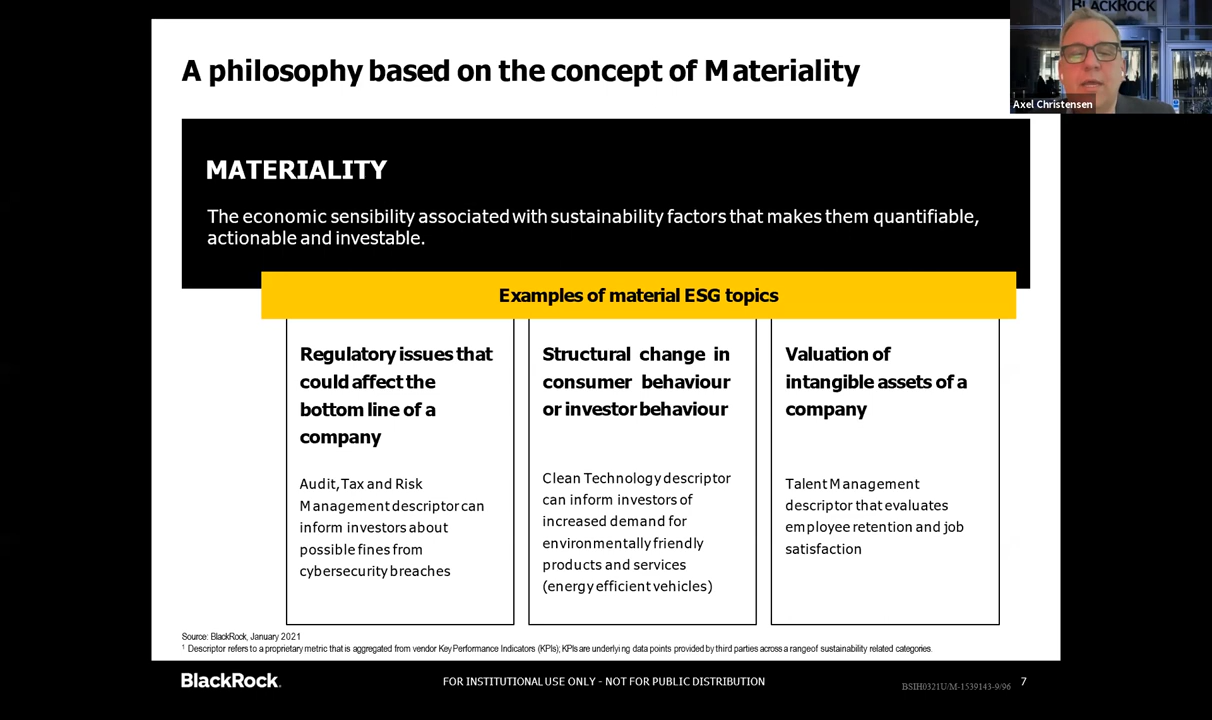 BLACKROCK
Axel Christensen
A philosophy based on the concept of Materiality
MATERIALITY
The economic sensibility associated with sustainability factors that makes them quantifiable,
actionable and investable.
Examples of material ESG topics
Regulatory issues that
could affect the
bottom line of a
company
Audit, Tax and Risk
Management descriptor can
inform investors about
possible fines from
cybersecurity breaches
Structural change in
consumer behaviour
or investor behaviour
Clean Technology descriptor
can inform investors of
increased demand for
environmentally friendly
products and services
(energy efficient vehicles)
Valuation of
intangible assets of a
company
Talent Management
descriptor that evaluates
employee retention and job
satisfaction
Source: BlackRock, January 2021
¹ Descriptor refers to a proprietary metric that is aggregated from vendor Key Performance Indicators (KPIs); KPIs are underlying data points provided by third parties across a range of sustainability related categories
BlackRock.
FOR INSTITUTIONAL USE ONLY - NOT FOR PUBLIC DISTRIBUTION
BSIH0321U/M-1539143-9/96
7